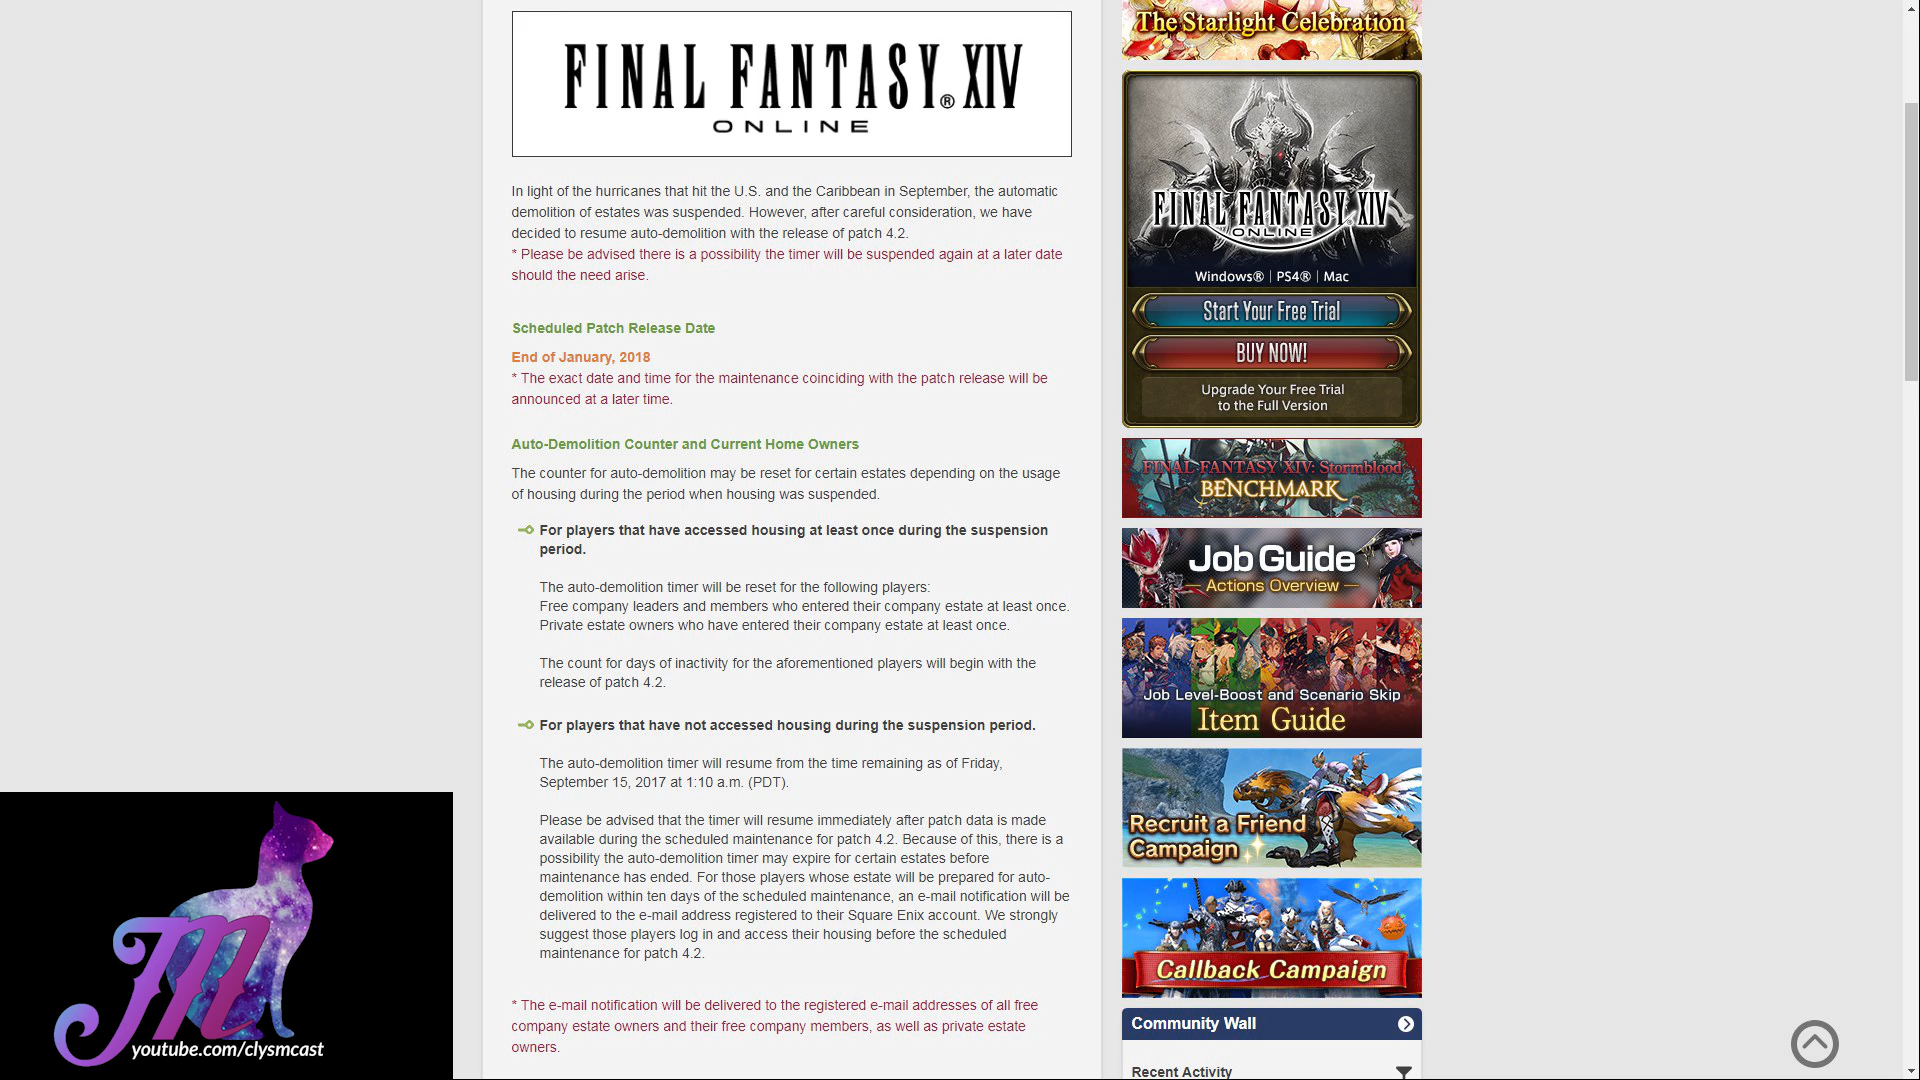 FINAL FANTASY® XIV
ONLINE
In light of the hurricanes that hit the U.S. and the Caribbean in September, the automatic
demolition of estates was suspended. However, after careful consideration, we have
decided to resume auto-demolition with the release of patch 4.2.
* Please be advised there is a possibility the timer will be suspended again at a later date
should the need arise.
Scheduled Patch Release Date
End of January, 2018
* The exact date and time for the maintenance coinciding with the patch release will be
announced at a later time.
Auto-Demolition Counter and Current Home Owners
The counter for auto-demolition may be reset for certain estates depending on the usage
of housing during the period when housing was suspended.
For players that have accessed housing at least once during the suspension
period.
The auto-demolition timer will be reset for the following players:
Free company leaders and members who entered their company estate at least once.
Private estate owners who have entered their company estate at least once.
The count for days of inactivity for the aforementioned players will begin with the
release of patch 4.2.
For players that have not accessed housing during the suspension period.
The auto-demolition timer will resume from the time remaining as of Friday,
September 15, 2017 at 1:10 a.m. (PDT).
Please be advised that the timer will resume immediately after patch data is made
available during the scheduled maintenance for patch 4.2. Because of this, there is a
possibility the auto-demolition timer may expire for certain estates before
maintenance has ended. For those players whose estate will be prepared for auto-
demolition within ten days of the scheduled maintenance, an e-mail notification will be
delivered to the e-mail address registered to their Square Enix account. We strongly
suggest those players log in and access their housing before the scheduled
maintenance for patch 4.2.
* The e-mail notification will be delivered to the registered e-mail addresses of all free
company estate owners and their free company members, as well as private estate
owners.
The Starlight Celebration
FINAL FANTASY XIV
ONLINE
Windows® | PS4® | Mac
Start Your Free Trial
BUY NOW!
Upgrade Your Free Trial
to the Full Version
FINAL FANTASY XIV: Stormblood
BENCHMARK
Job Guide
Actions Overview
Job Level-Boost and Scenario Skip
Item Guide
Recruit a Friend
Campaign
Callback Campaign
Community Wall
Recent Activity
JM
youtube.com/clysmcast